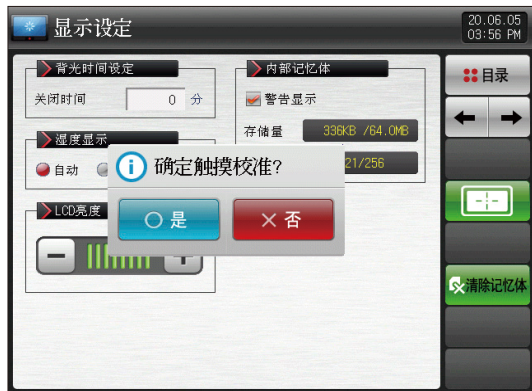 显示设定
20.06.05
03:56 PM
背光时间设定
关闭时间
0 分
湿度显示
自动
LCD亮度
内部记忆体
警告显示
存储量
336KB /64.0MB
21/256
确定触摸校准?
是
否
目录
清除记忆体